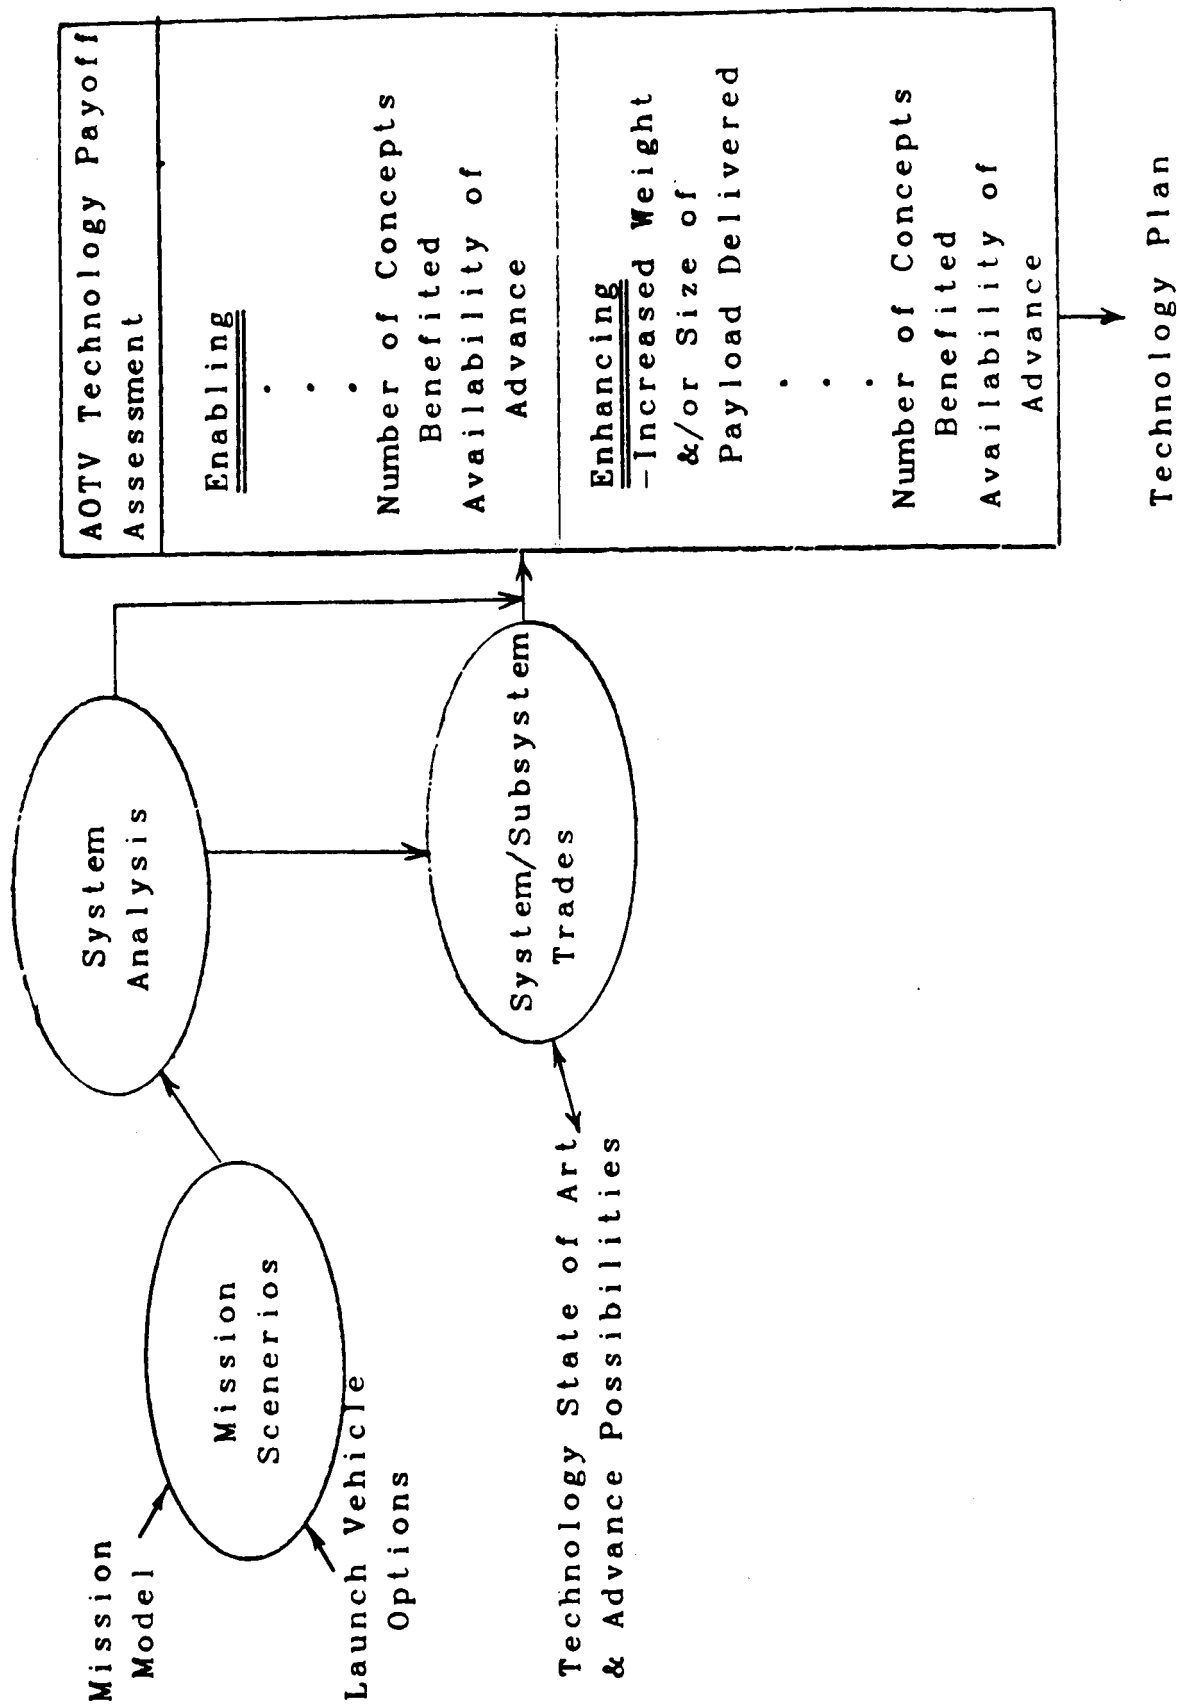 Mission
Model
Launch Vehicle
Options
Mission
Scenerios
System
Analysis
Technology State of Art
& Advance Possibilities
System/Subsystem
Trades
AOTV Technology Payoff
Assessment
Enabling
Number of Concepts
Benefited
Availability of
Advance
Enhancing
-Increased Weight
&/or Size of
Payload Delivered
Number of Concepts
Benefited
Availability of
Advance
Technology Plan